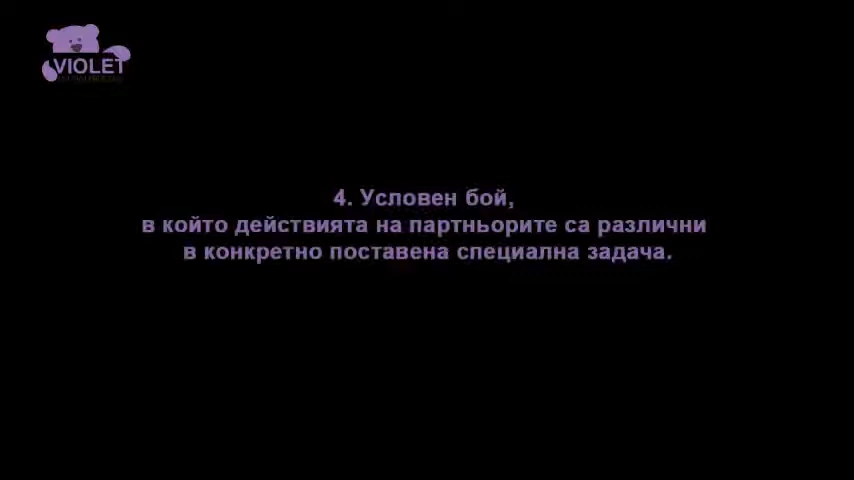 VIOLET
4. Условен бой,
в който действията на партньорите са различни
в конкретно поставена специална задача.